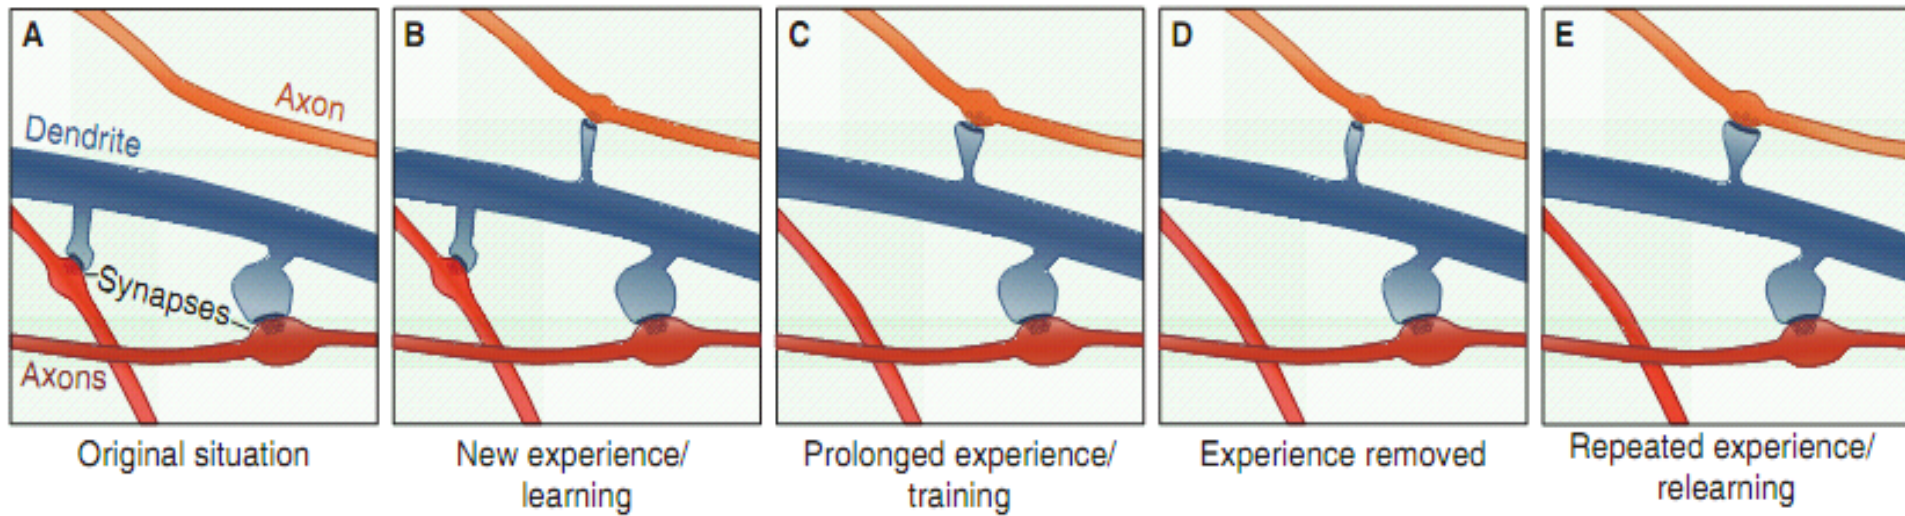 A
Axon
Dendrite
Synapses
Axons
Original situation
B
New experience/
learning
C
Prolonged experience/
training
D
Experience removed
E
Repeated experience/
relearning